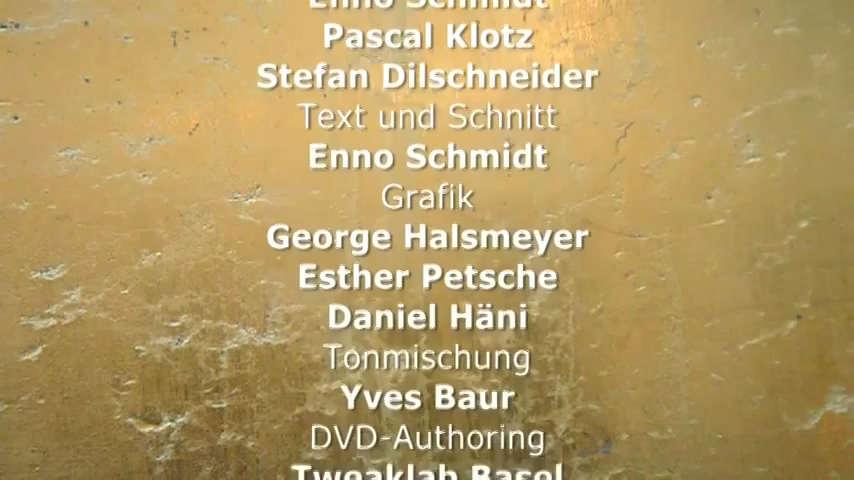 Enno Schmidt
Pascal Klotz
Stefan Dilschneider
Text und Schnitt
Enno Schmidt
Grafik
George Halsmeyer
Esther Petsche
Daniel Häni
Tonmischung
Yves Baur
DVD-Authoring
Tweaklab Basel